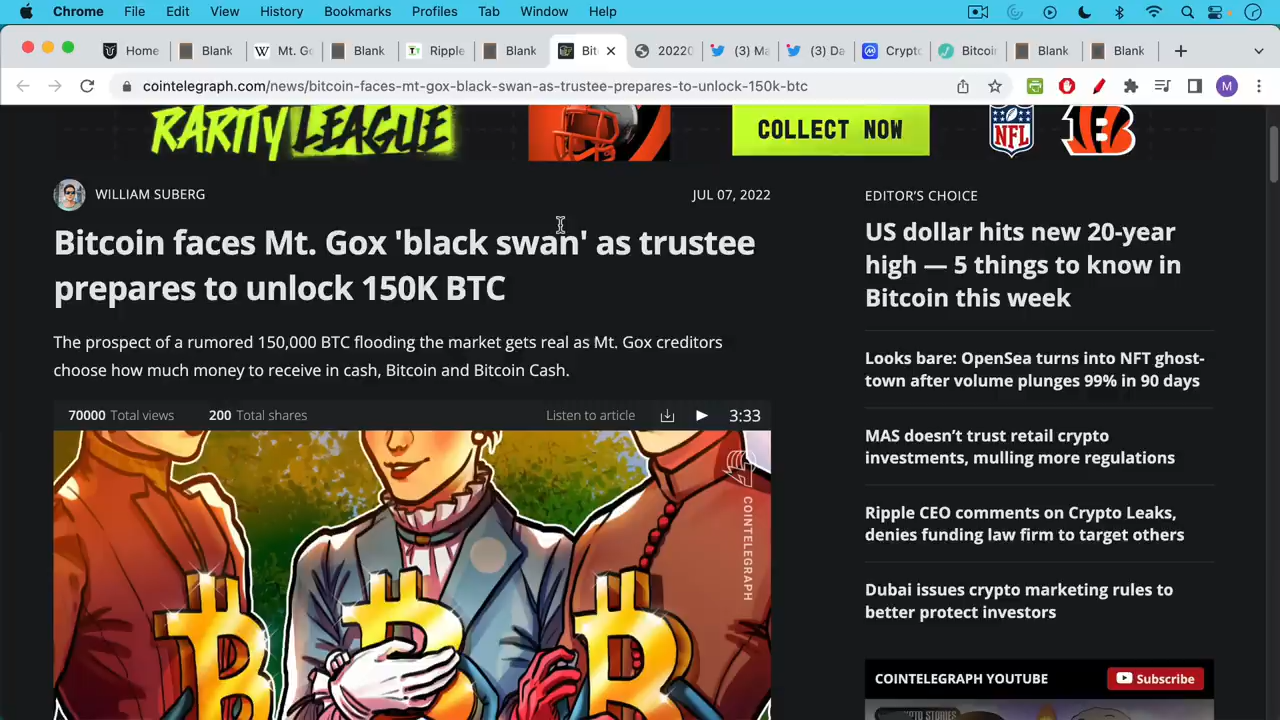 Chrome File Edit View History Bookmarks Profiles Tab Window Help
Home Blank Mt. Go Blank Ripple Blank Bit 20220 (3) Ma (3) Da Crypto Bitcoin Blank Blank
cointelegraph.com/news/bitcoin-faces-mt-gox-black-swan-as-trustee-prepares-to-unlock-150k-btc
M
RARITY LEAGUE
COLLECT NOW
NFL
WILLIAM SUBERG
JUL 07, 2022
Bitcoin faces Mt. Gox 'black swan' as trustee
prepares to unlock 150K BTC
The prospect of a rumored 150,000 BTC flooding the market gets real as Mt. Gox creditors
choose how much money to receive in cash, Bitcoin and Bitcoin Cash.
70000 Total views 200 Total shares Listen to article 3:33
COINTELEGRAPH
EDITOR'S CHOICE
US dollar hits new 20-year
high — 5 things to know in
Bitcoin this week
Looks bare: OpenSea turns into NFT ghost-
town after volume plunges 99% in 90 days
MAS doesn’t trust retail crypto
investments, mulling more regulations
Ripple CEO comments on Crypto Leaks,
denies funding law firm to target others
Dubai issues crypto marketing rules to
better protect investors
COINTELEGRAPH YOUTUBE
Subscribe